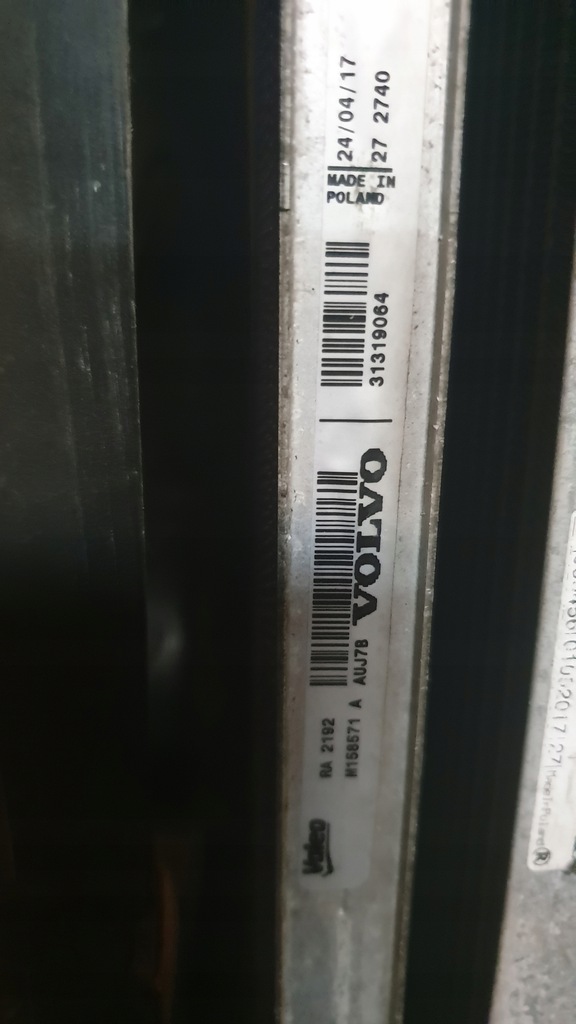 Valeo
RA 2192
M158571 A AUJ7B
VOLVO
31319064
MADE IN
POLAND
24/04/17
27 2740